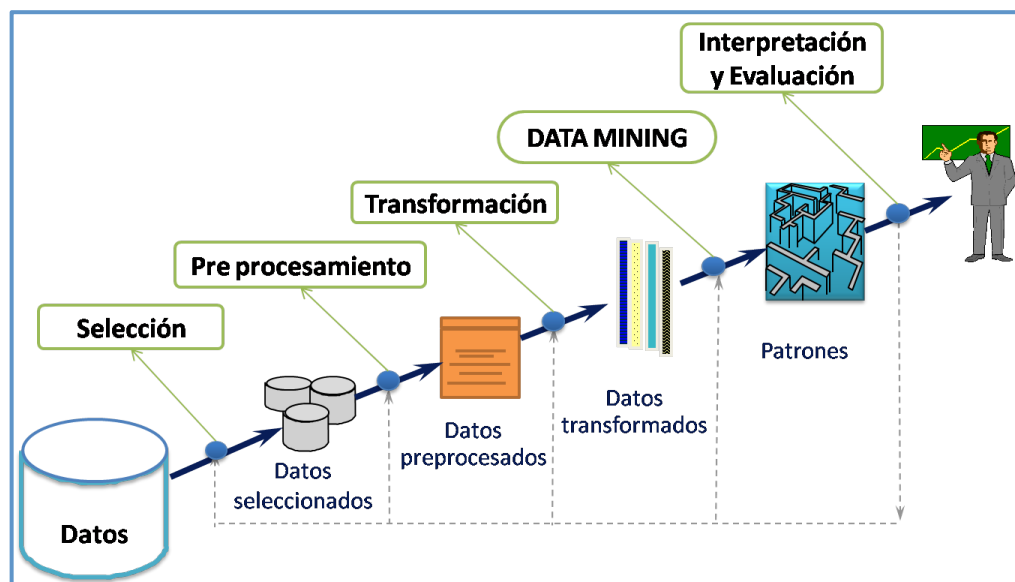 Interpretación
y Evaluación
DATA MINING
Transformación
Pre procesamiento
Selección
Patrones
Datos
transformados
Datos
preprocesados
Datos
seleccionados
Datos